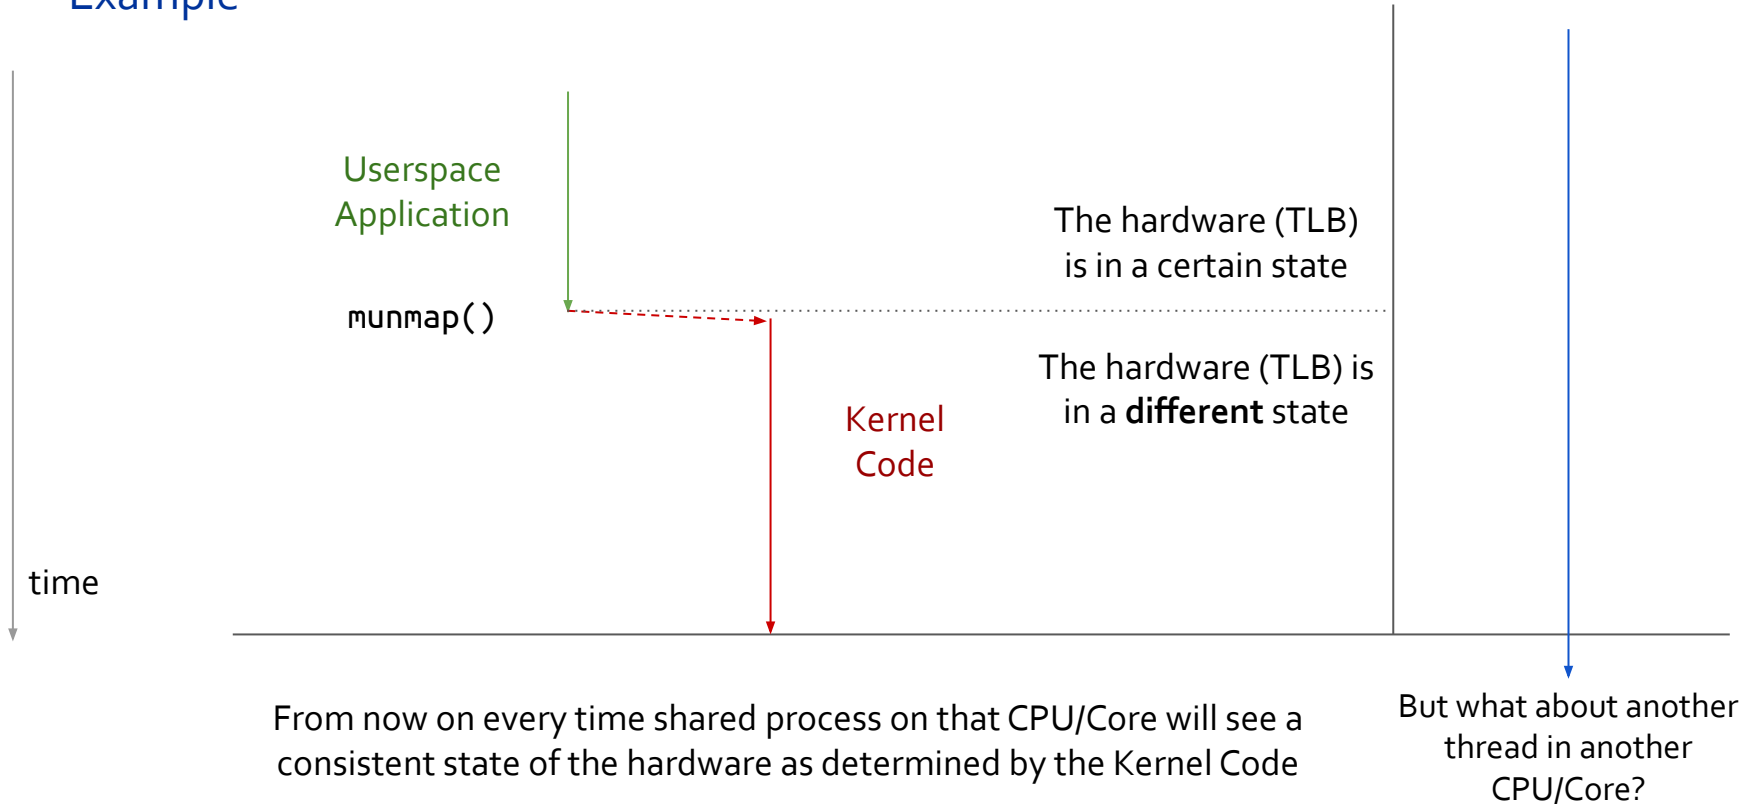 Example
Userspace
Application
The hardware (TLB)
is in a certain state
munmap()
The hardware (TLB) is
in a different state
Kernel
Code
time
From now on every time shared process on that CPU/Core will see a
consistent state of the hardware as determined by the Kernel Code
But what about another
thread in another
CPU/Core?